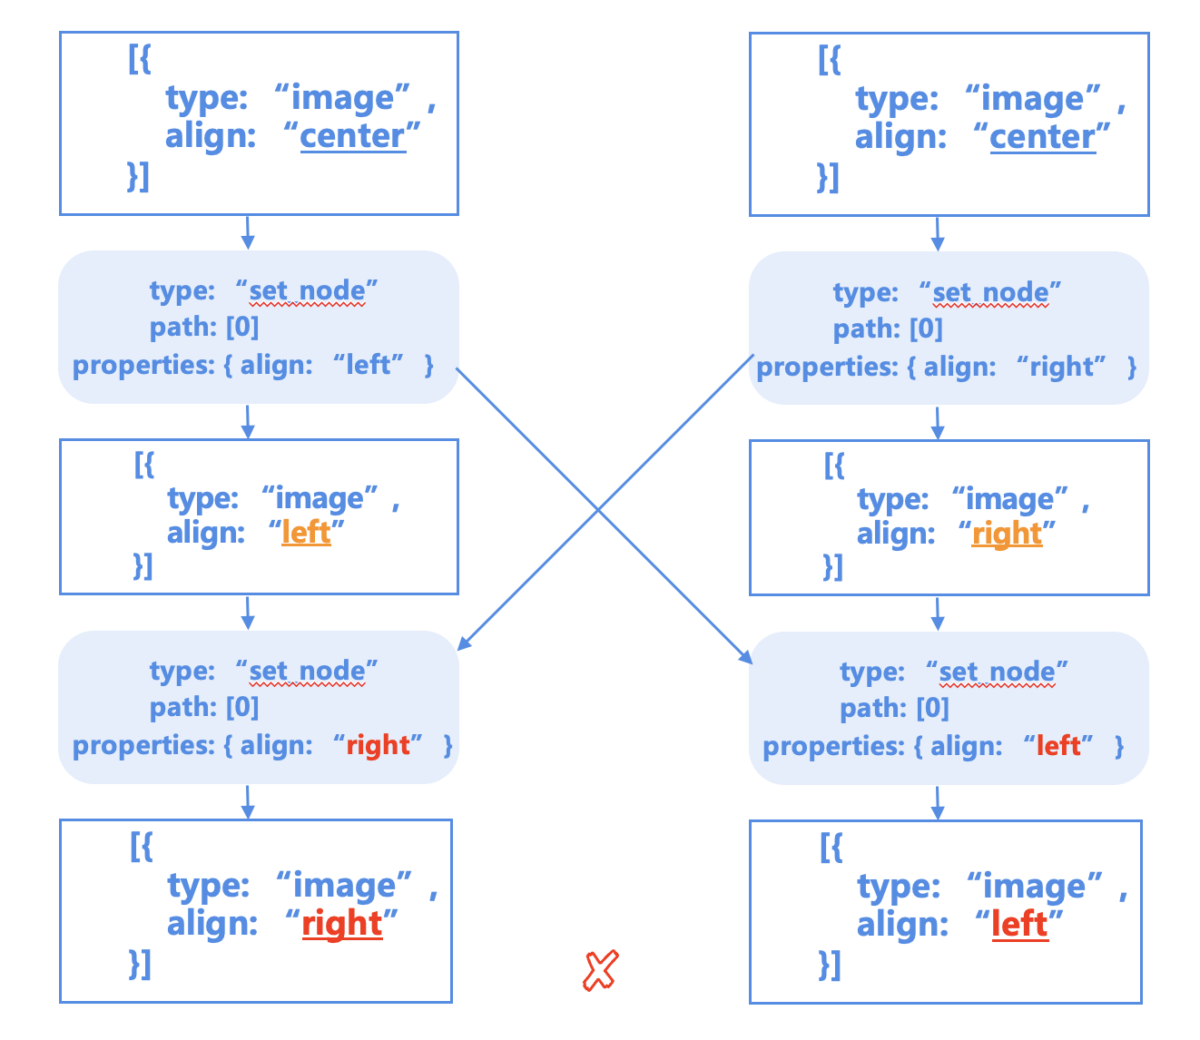 [{
type: “image” ,
align: “center”
}]
type: “set_node”
path: [0]
properties: { align: “left” }
[{
type: “image” ,
align: “left”
}]
type: “set_node”
path: [0]
properties: { align: “right” }
[{
type: “image” ,
align: “right”
}]
[{
type: “image” ,
align: “center”
}]
type: “set_node”
path: [0]
properties: { align: “right” }
[{
type: “image” ,
align: “right”
}]
type: “set_node”
path: [0]
properties: { align: “left” }
[{
type: “image” ,
align: “left”
}]